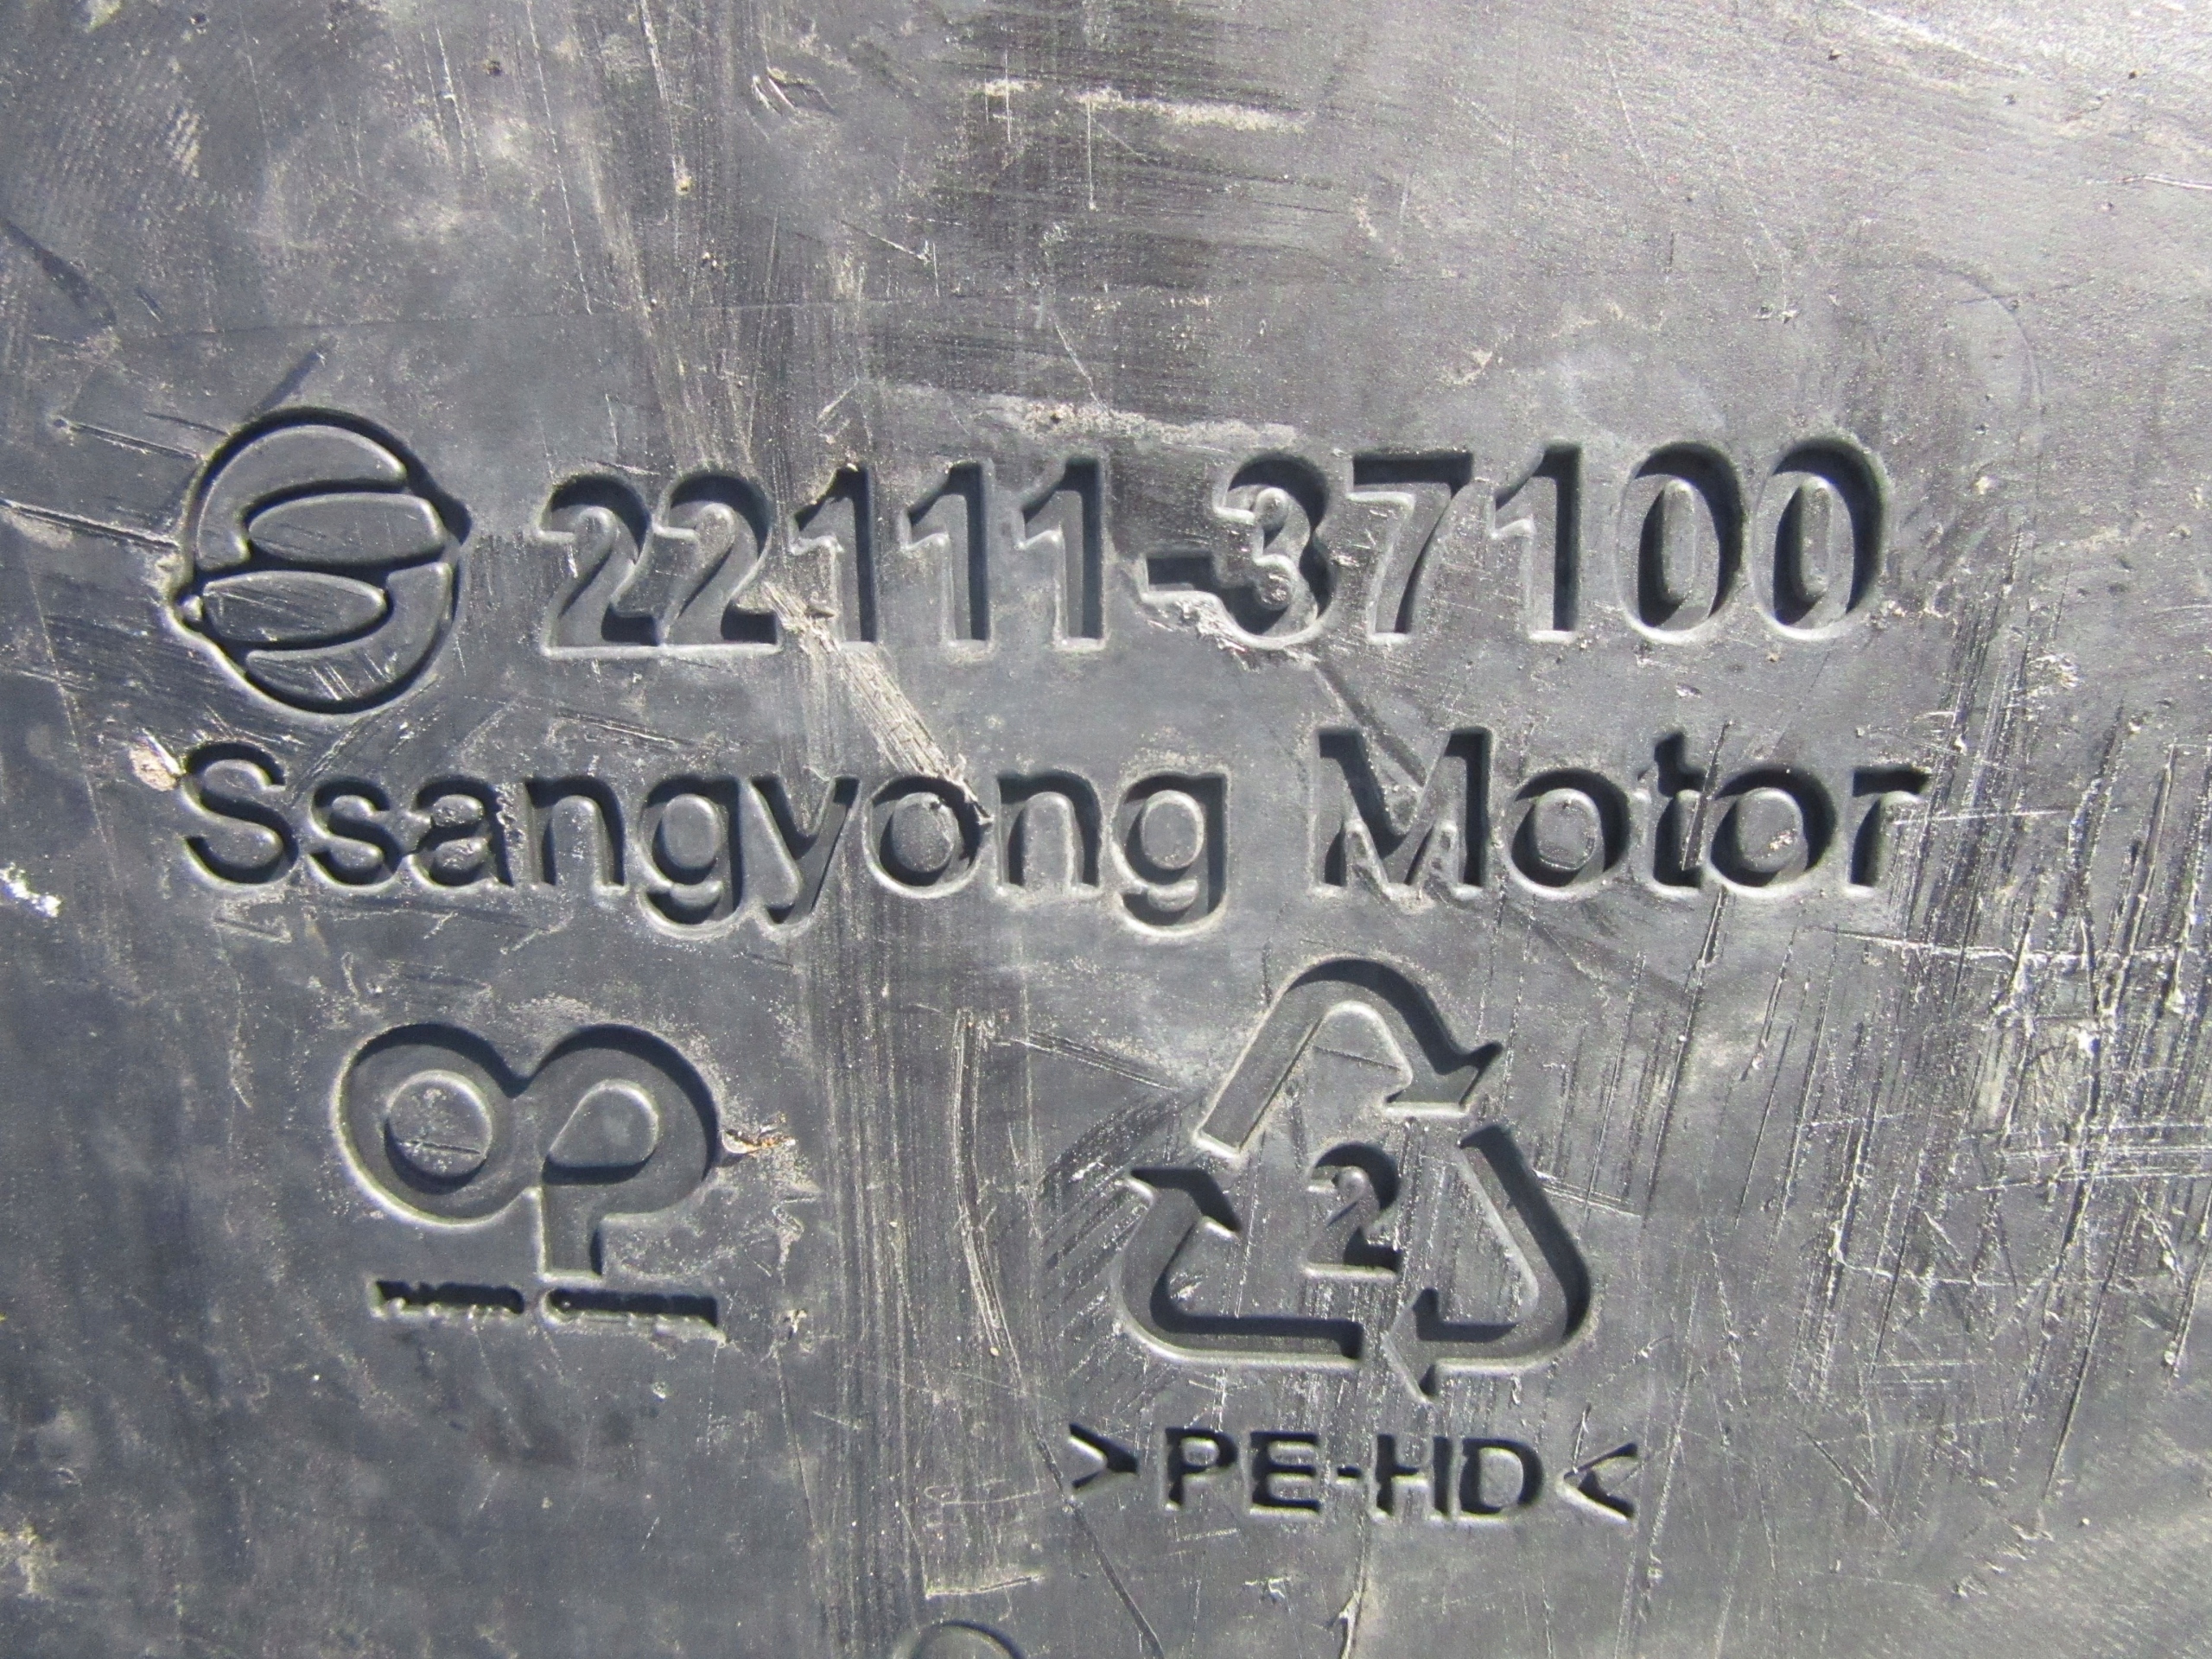 22111-37100
Ssangyong Motor
2
>PE-HD<